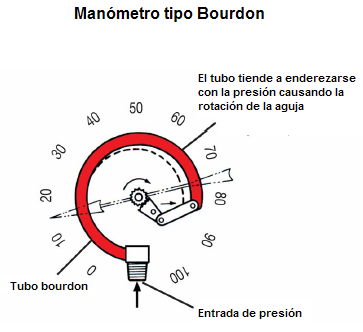 Manómetro tipo Bourdon
El tubo tiende a enderezarse
con la presión causando la
rotación de la aguja
50
60
40
30
70
20
80
10
90
0
100
Tubo bourdon
Entrada de presión